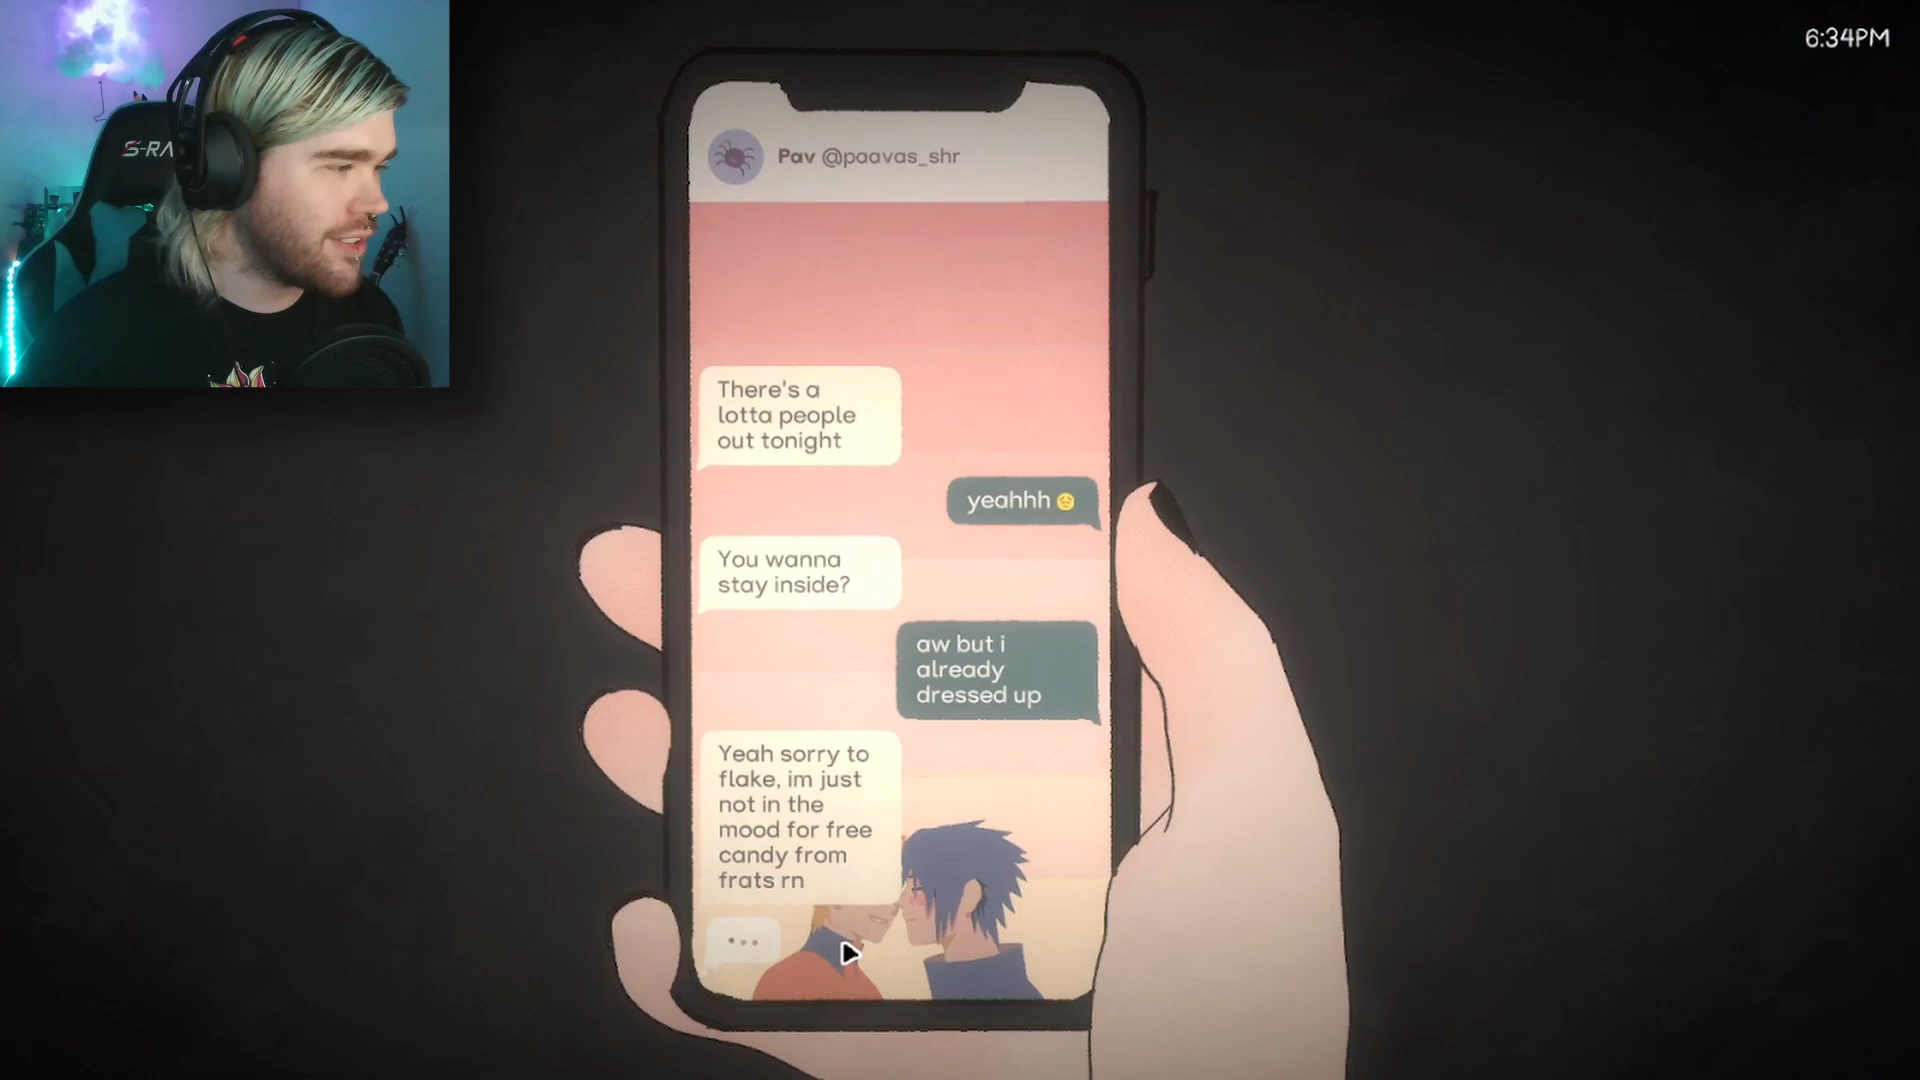 S-RA
6:34PM
Pav @paavas_shr
There's a
lotta people
out tonight
yeahhh 😟
You wanna
stay inside?
aw but i
already
dressed up
Yeah sorry to
flake, im just
not in the
mood for free
candy from
frats rn
...